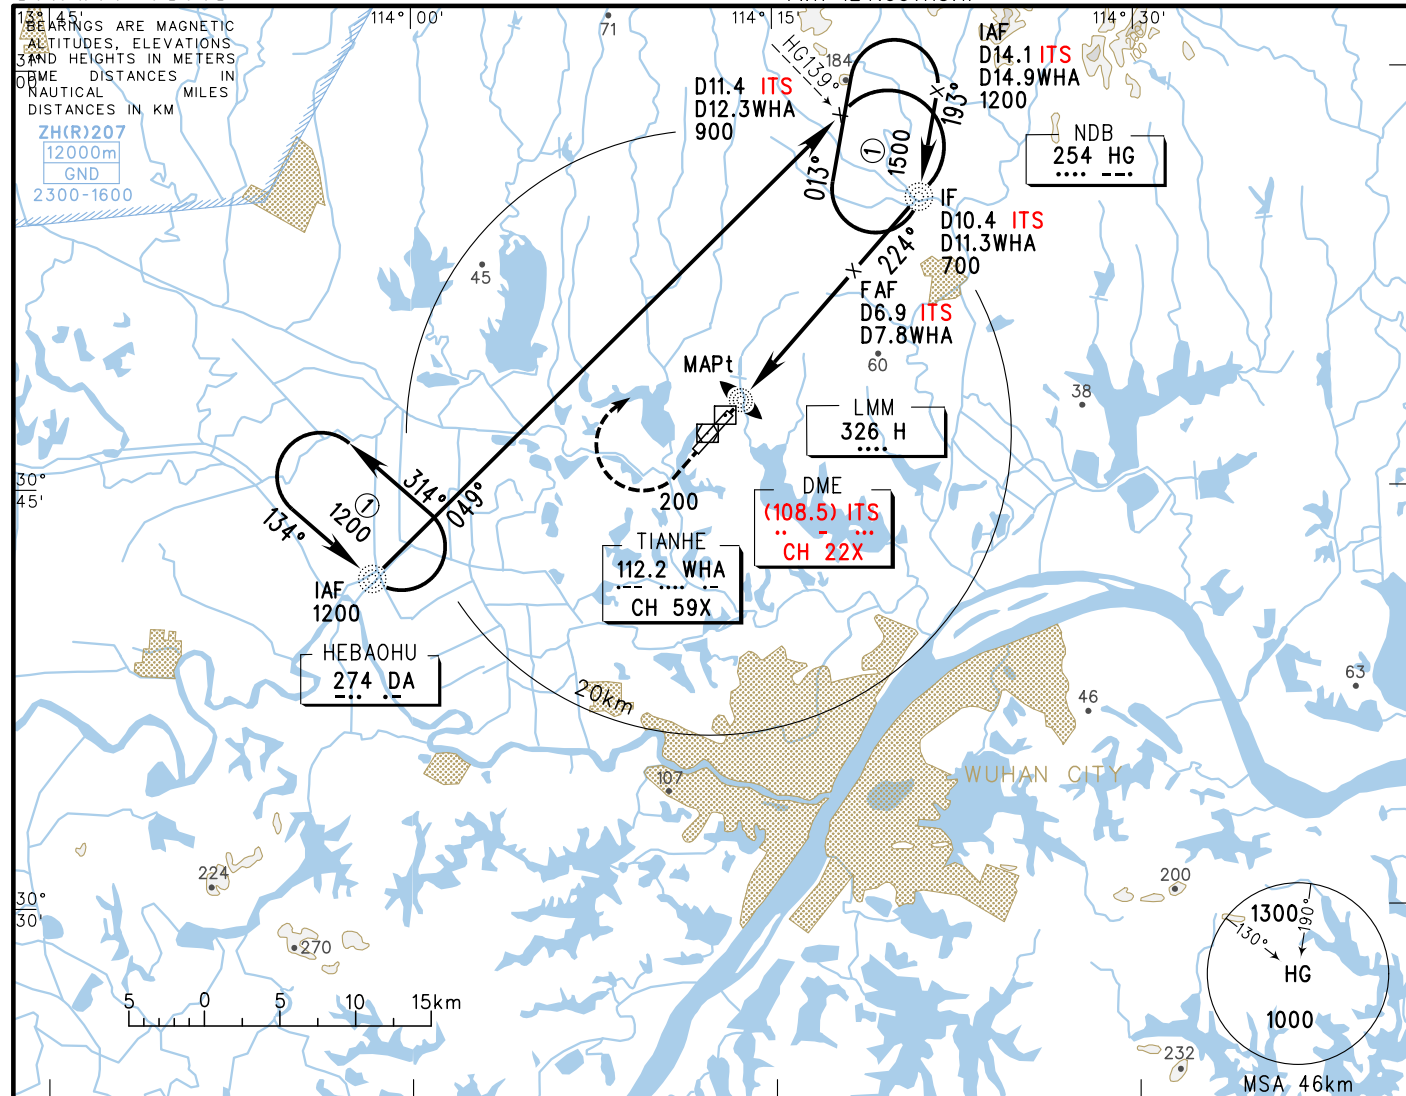 13°45'
114°00'
114°15'
114°30'
BEARINGS ARE MAGNETIC
ALTITUDES, ELEVATIONS
AND HEIGHTS IN METERS
DME DISTANCES IN
NAUTICAL MILES
DISTANCES IN KM
31°
ZH(R)207
12000m
GND
2300-1600
71
HG139°
184
D11.4 ITS
D12.3WHA
900
IAF
D14.1 ITS
D14.9WHA
1200
193°
013°
1
1500
NDB
254 HG
IF
D10.4 ITS
D11.3WHA
700
224°
45
FAF
D6.9 ITS
D7.8WHA
60
MAPt
38
LMM
326 H
30°
45'
314°
049°
1
1200
134°
200
DME
(108.5) ITS
CH 22X
TIANHE
112.2 WHA
CH 59X
IAF
1200
HEBAOHU
274 DA
20km
63
46
107
WUHAN CITY
224
200
30°
30'
270
1300
190°
130°
HG
1000
5 0 5 10 15km
232
MSA 46km